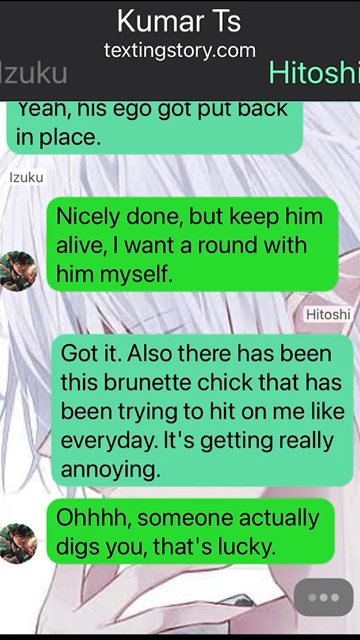 Kumar Ts
textingstory.com
Izuku Hitoshi
Yeah, his ego got put back
in place.
Izuku
Nicely done, but keep him
alive, I want a round with
him myself.
Hitoshi
Got it. Also there has been
this brunette chick that has
been trying to hit on me like
everyday. It's getting really
annoying.
Ohhhh, someone actually
digs you, that's lucky.